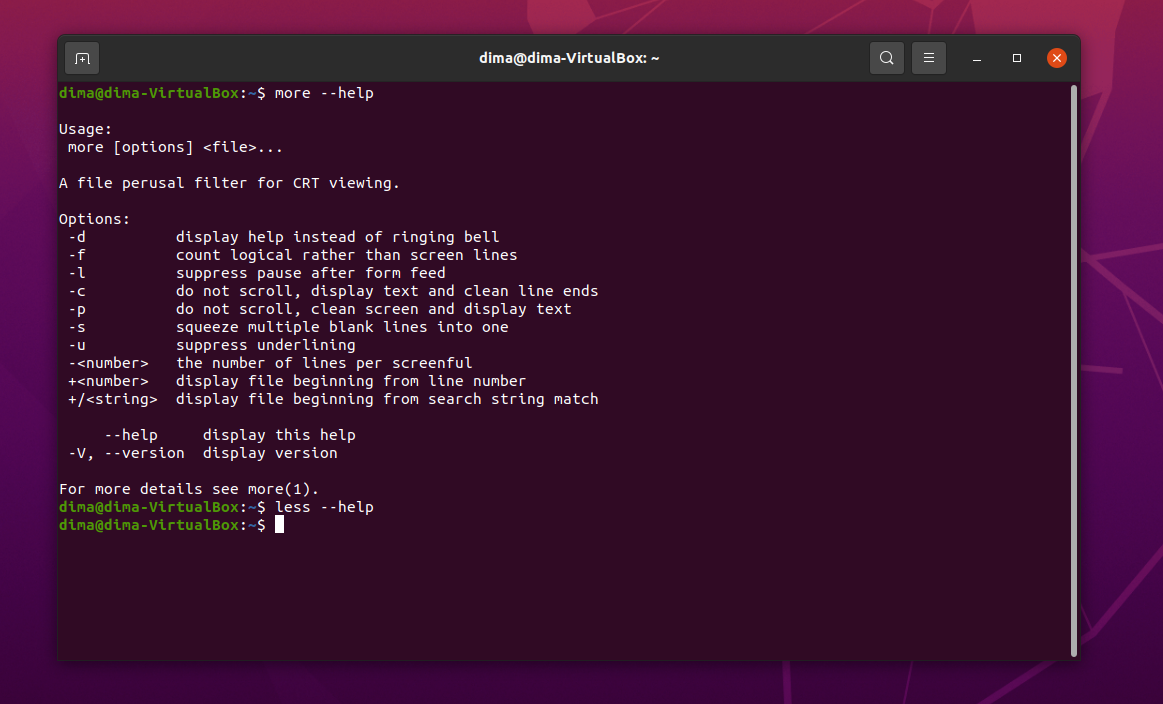 dima@dima-VirtualBox: ~
dima@dima-VirtualBox:~$ more --help

Usage:
 more [options] <file>...

A file perusal filter for CRT viewing.

Options:
 -d          display help instead of ringing bell
 -f          count logical rather than screen lines
 -l          suppress pause after form feed
 -c          do not scroll, display text and clean line ends
 -p          do not scroll, clean screen and display text
 -s          squeeze multiple blank lines into one
 -u          suppress underlining
 -<number>   the number of lines per screenful
 +<number>   display file beginning from line number
 +/<string>  display file beginning from search string match

     --help     display this help
 -V, --version  display version

For more details see more(1).
dima@dima-VirtualBox:~$ less --help
dima@dima-VirtualBox:~$